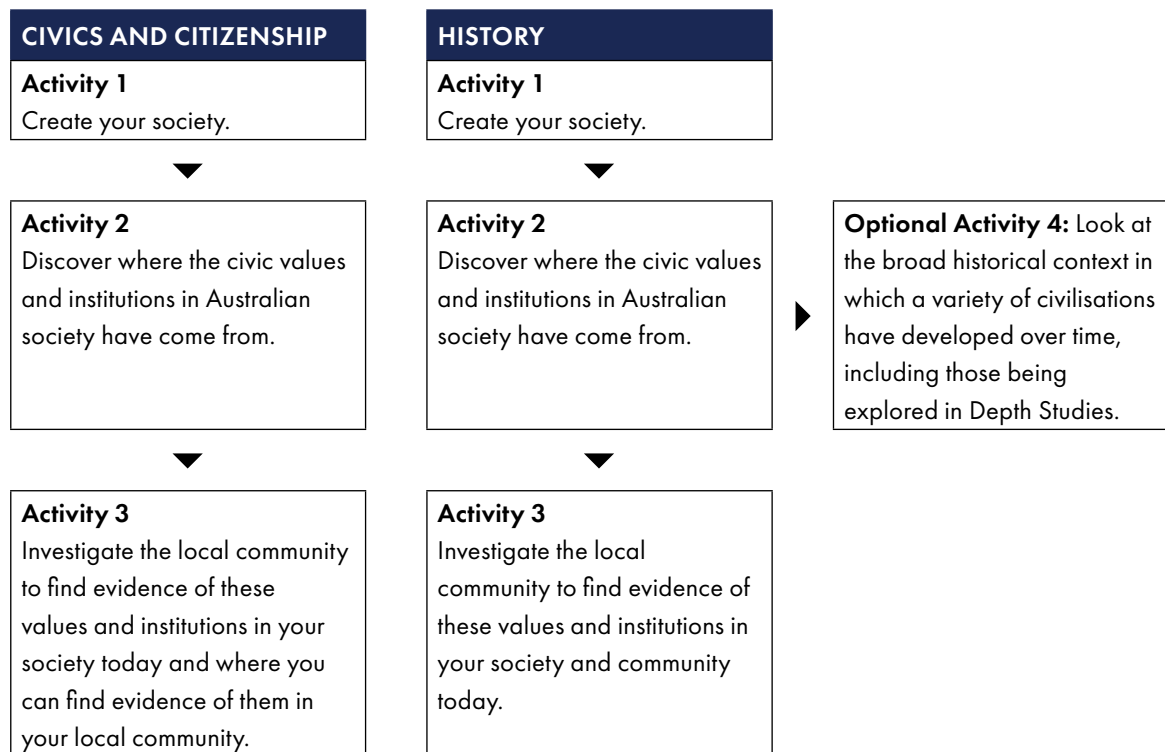 CIVICS AND CITIZENSHIP
Activity 1
Create your society.
Activity 2
Discover where the civic values
and institutions in Australian
society have come from.
Activity 3
Investigate the local community
to find evidence of these
values and institutions in your
society today and where you
can find evidence of them in
your local community.
HISTORY
Activity 1
Create your society.
Activity 2
Discover where the civic values
and institutions in Australian
society have come from.
Activity 3
Investigate the local
community to find evidence of
these values and institutions in
your society and community
today.
Optional Activity 4: Look at
the broad historical context in
which a variety of civilisations
have developed over time,
including those being
explored in Depth Studies.